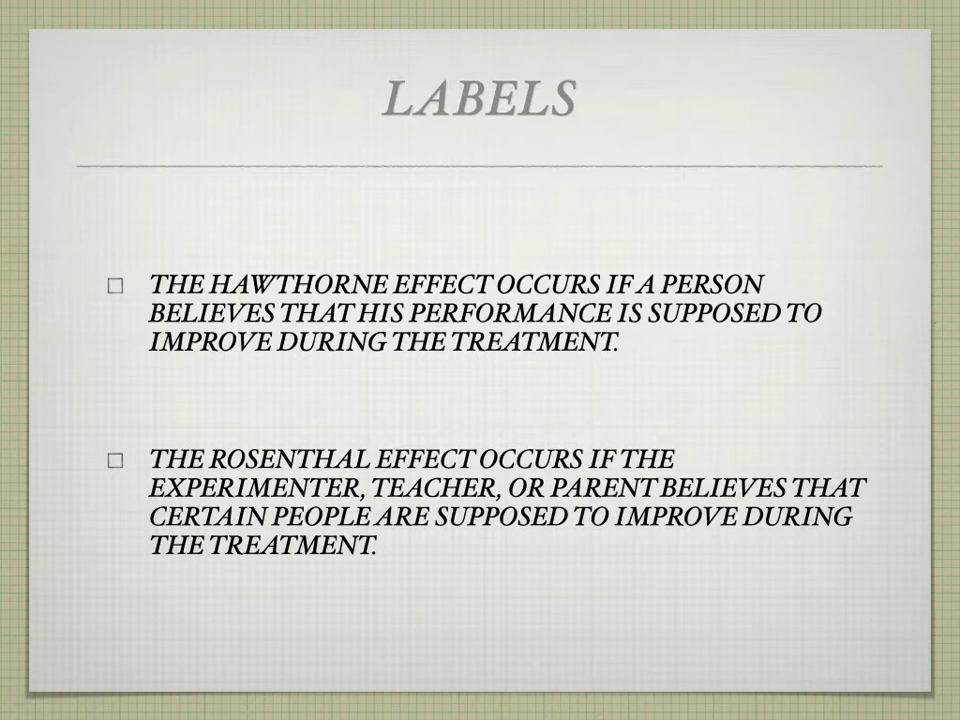 LABELS
THE HAWTHORNE EFFECT OCCURS IF A PERSON
BELIEVES THAT HIS PERFORMANCE IS SUPPOSED TO
IMPROVE DURING THE TREATMENT.
THE ROSENTHAL EFFECT OCCURS IF THE
EXPERIMENTER, TEACHER, OR PARENT BELIEVES THAT
CERTAIN PEOPLE ARE SUPPOSED TO IMPROVE DURING
THE TREATMENT.